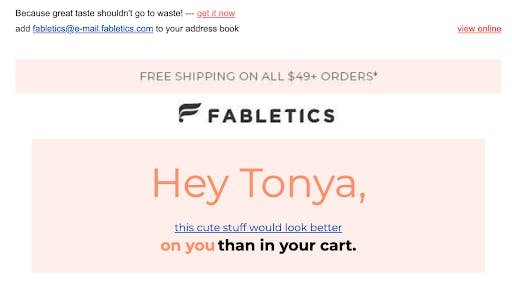 Because great taste shouldn't go to waste! --- get it now
add fabletics@e-mail.fabletics.com to your address book
view online
FREE SHIPPING ON ALL $49+ ORDERS*
FABLETICS
Hey Tonya,
this cute stuff would look better
on you than in your cart.